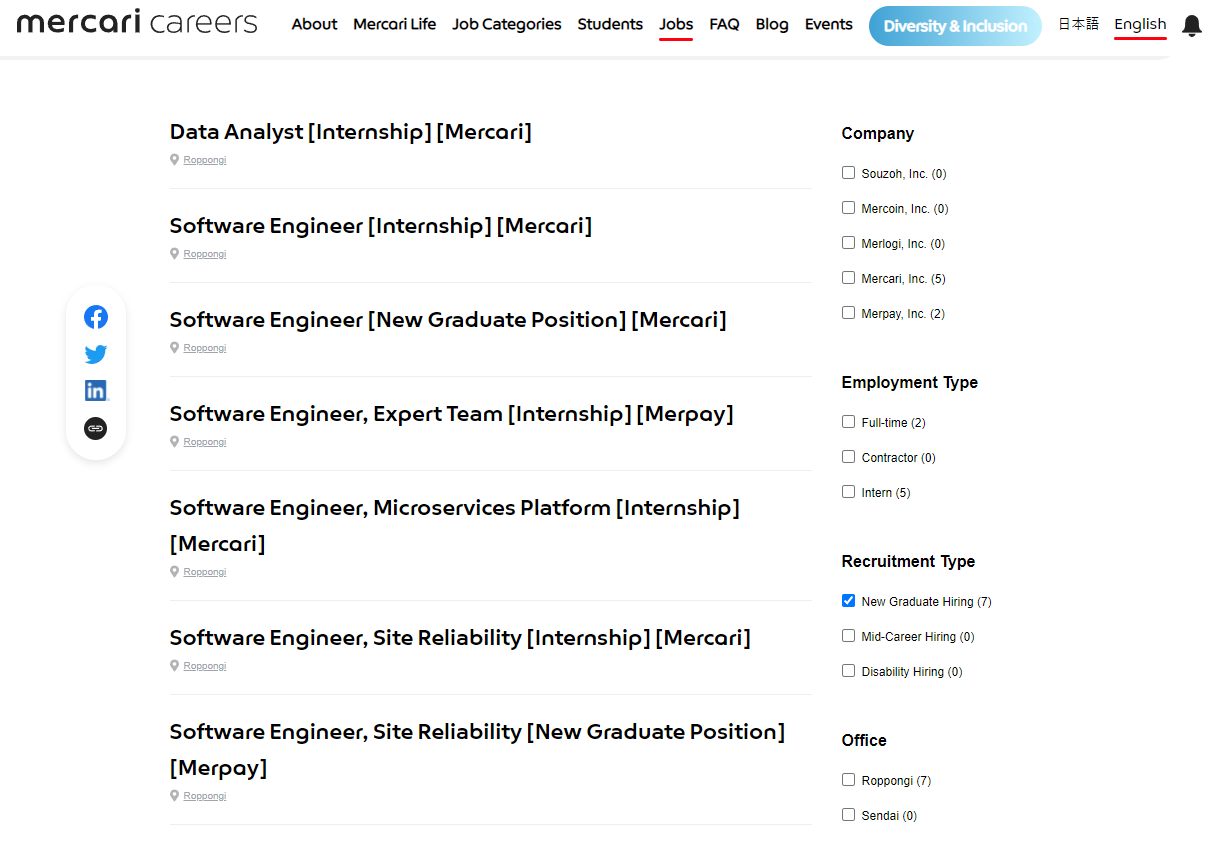 mercari careers
About Mercari Life Job Categories Students Jobs FAQ Blog Events Diversity & Inclusion 日本語 English
Data Analyst [Internship] [Mercari]
Roppongi
Software Engineer [Internship] [Mercari]
Roppongi
Software Engineer [New Graduate Position] [Mercari]
Roppongi
Software Engineer, Expert Team [Internship] [Merpay]
Roppongi
Software Engineer, Microservices Platform [Internship]
[Mercari]
Roppongi
Software Engineer, Site Reliability [Internship] [Mercari]
Roppongi
Software Engineer, Site Reliability [New Graduate Position]
[Merpay]
Roppongi
Company
Souzoh, Inc. (0)
Mercoin, Inc. (0)
Merlogi, Inc. (0)
Mercari, Inc. (5)
Merpay, Inc. (2)
Employment Type
Full-time (2)
Contractor (0)
Intern (5)
Recruitment Type
New Graduate Hiring (7)
Mid-Career Hiring (0)
Disability Hiring (0)
Office
Roppongi (7)
Sendai (0)
in